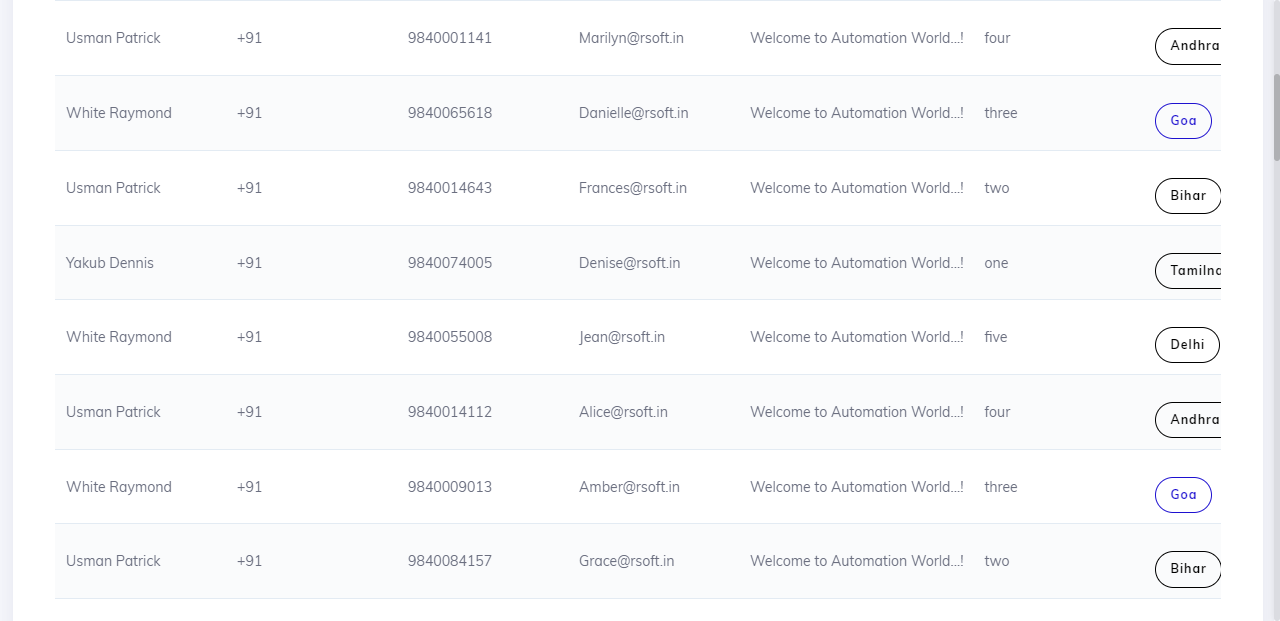 Usman Patrick +91 9840001141 Marilyn@rsoft.in Welcome to Automation World...! four Andhra
White Raymond +91 9840065618 Danielle@rsoft.in Welcome to Automation World...! three Goa
Usman Patrick +91 9840014643 Frances@rsoft.in Welcome to Automation World...! two Bihar
Yakub Dennis +91 9840074005 Denise@rsoft.in Welcome to Automation World...! one Tamilna
White Raymond +91 9840055008 Jean@rsoft.in Welcome to Automation World...! five Delhi
Usman Patrick +91 9840014112 Alice@rsoft.in Welcome to Automation World...! four Andhra
White Raymond +91 9840009013 Amber@rsoft.in Welcome to Automation World...! three Goa
Usman Patrick +91 9840084157 Grace@rsoft.in Welcome to Automation World...! two Bihar